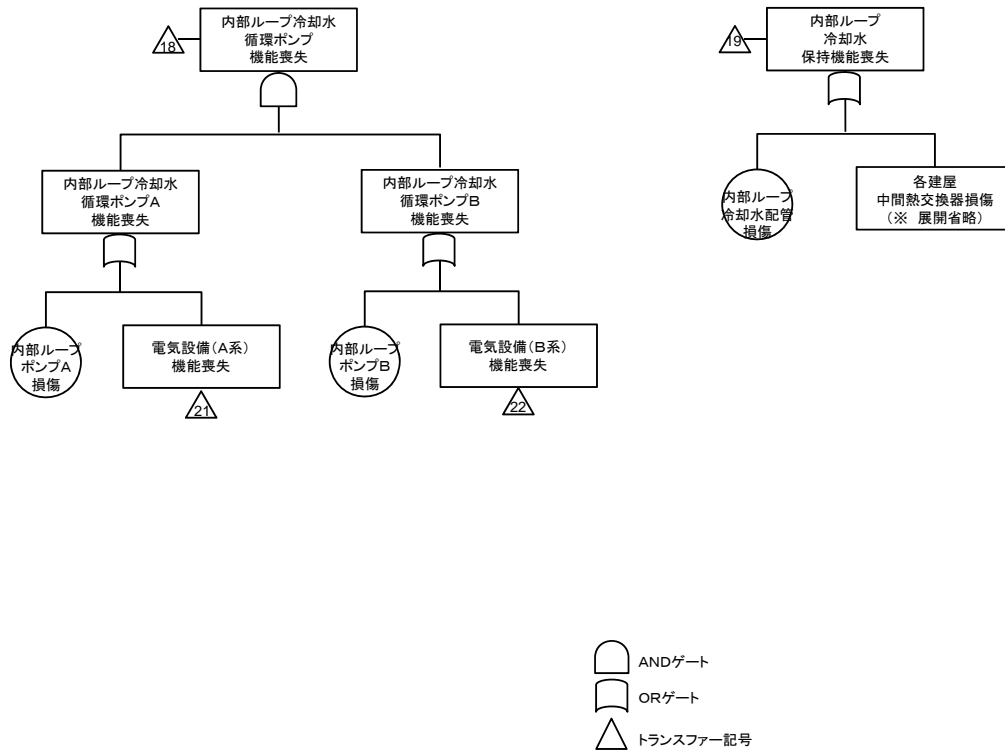 18
内部ループ冷却水
循環ポンプ
機能喪失
19
内部ループ
冷却水
保持機能喪失
内部ループ冷却水
循環ポンプA
機能喪失
内部ループ冷却水
循環ポンプB
機能喪失
内部ループ
冷却水配管
損傷
各建屋
中間熱交換器損傷
(※ 展開省略)
内部ループ
ポンプA
損傷
電気設備(A系)
機能喪失
21
内部ループ
ポンプB
損傷
電気設備(B系)
機能喪失
22
ANDゲート
ORゲート
トランスファー記号